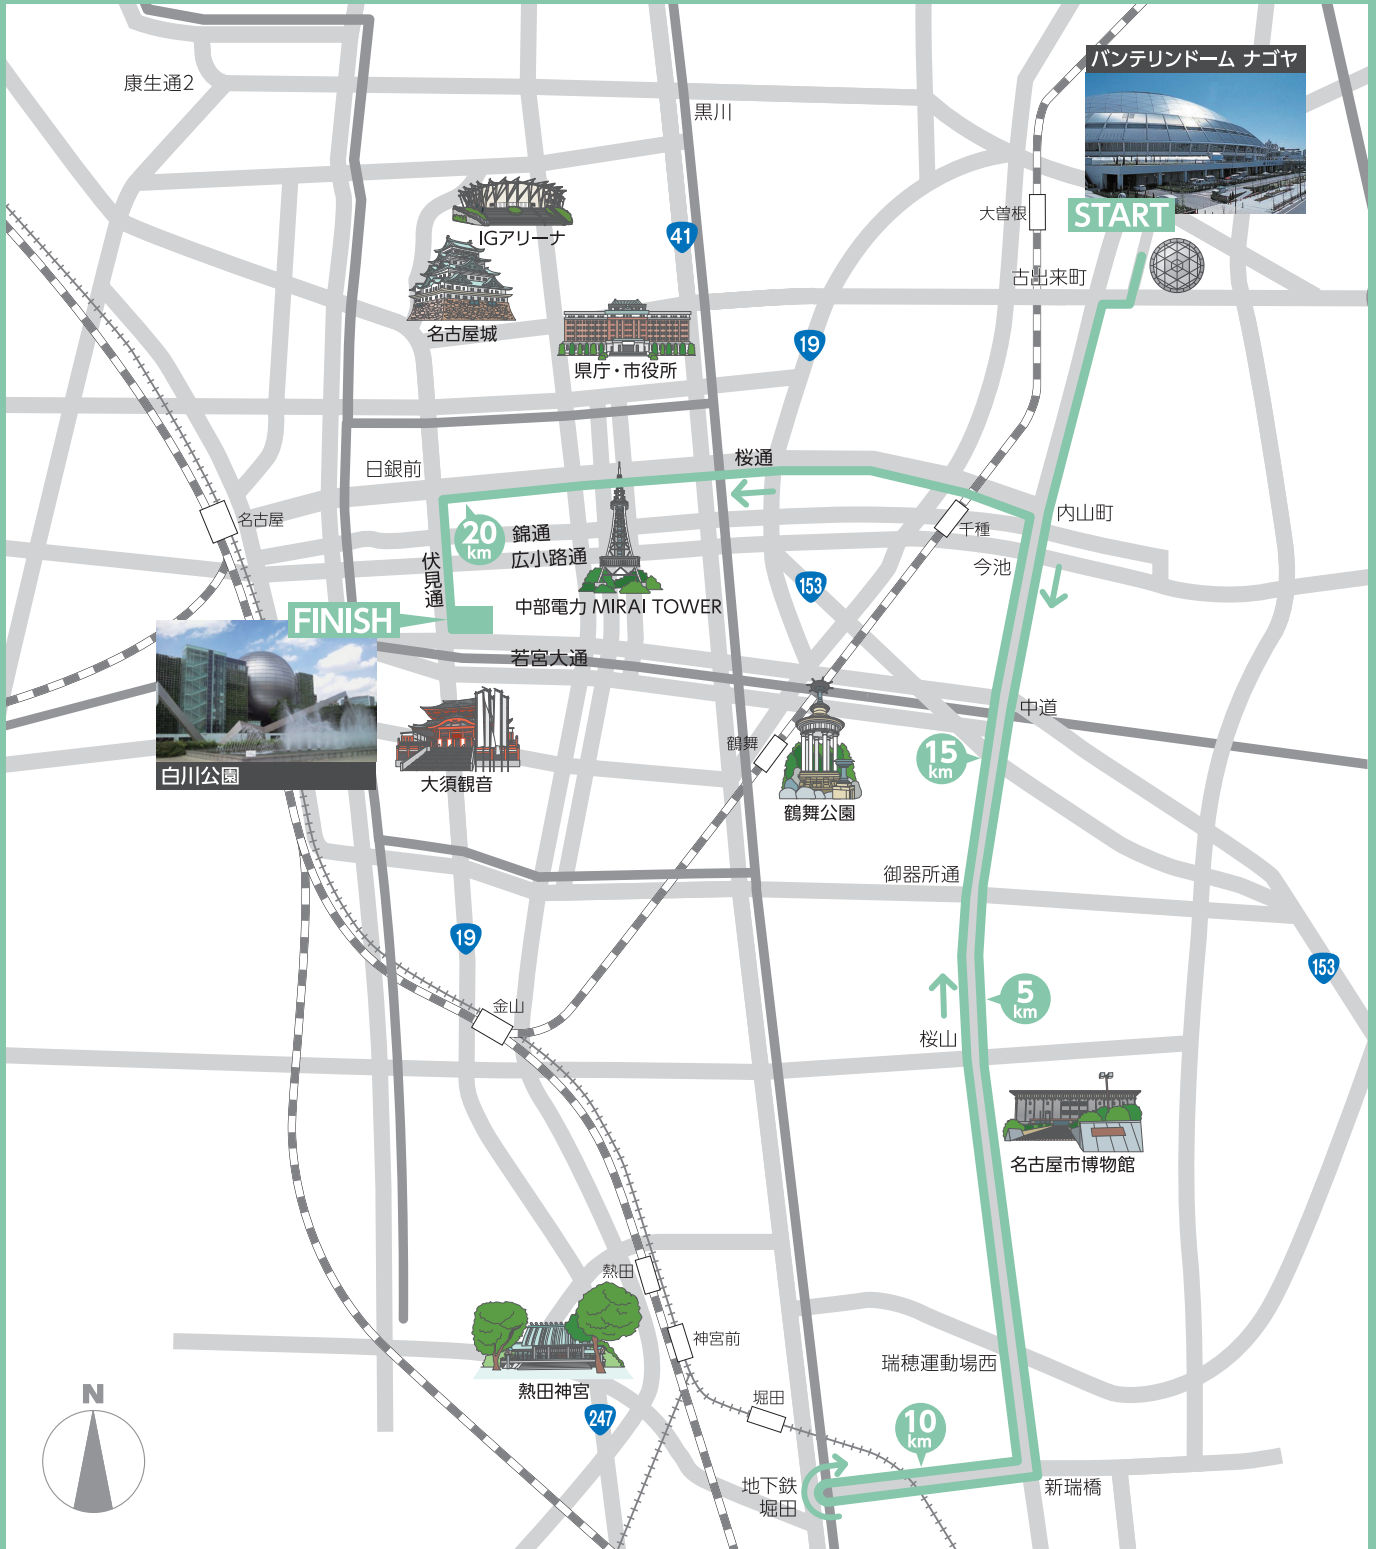 バンテリンドーム ナゴヤ
康生通2
黒川
大曽根
START
IGアリーナ
41
古出来町
名古屋城
19
県庁・市役所
桜通
日銀前
名古屋
20
km
錦通
広小路通
千種
内山町
今池
伏見通
153
中部電力 MIRAI TOWER
FINISH
若宮大通
中道
鶴舞
15
km
白川公園
大須観音
鶴舞公園
御器所通
19
153
5
km
金山
桜山
名古屋市博物館
熱田
神宮前
瑞穂運動場西
熱田神宮
堀田
N
247
10
km
地下鉄
堀田
新瑞橋